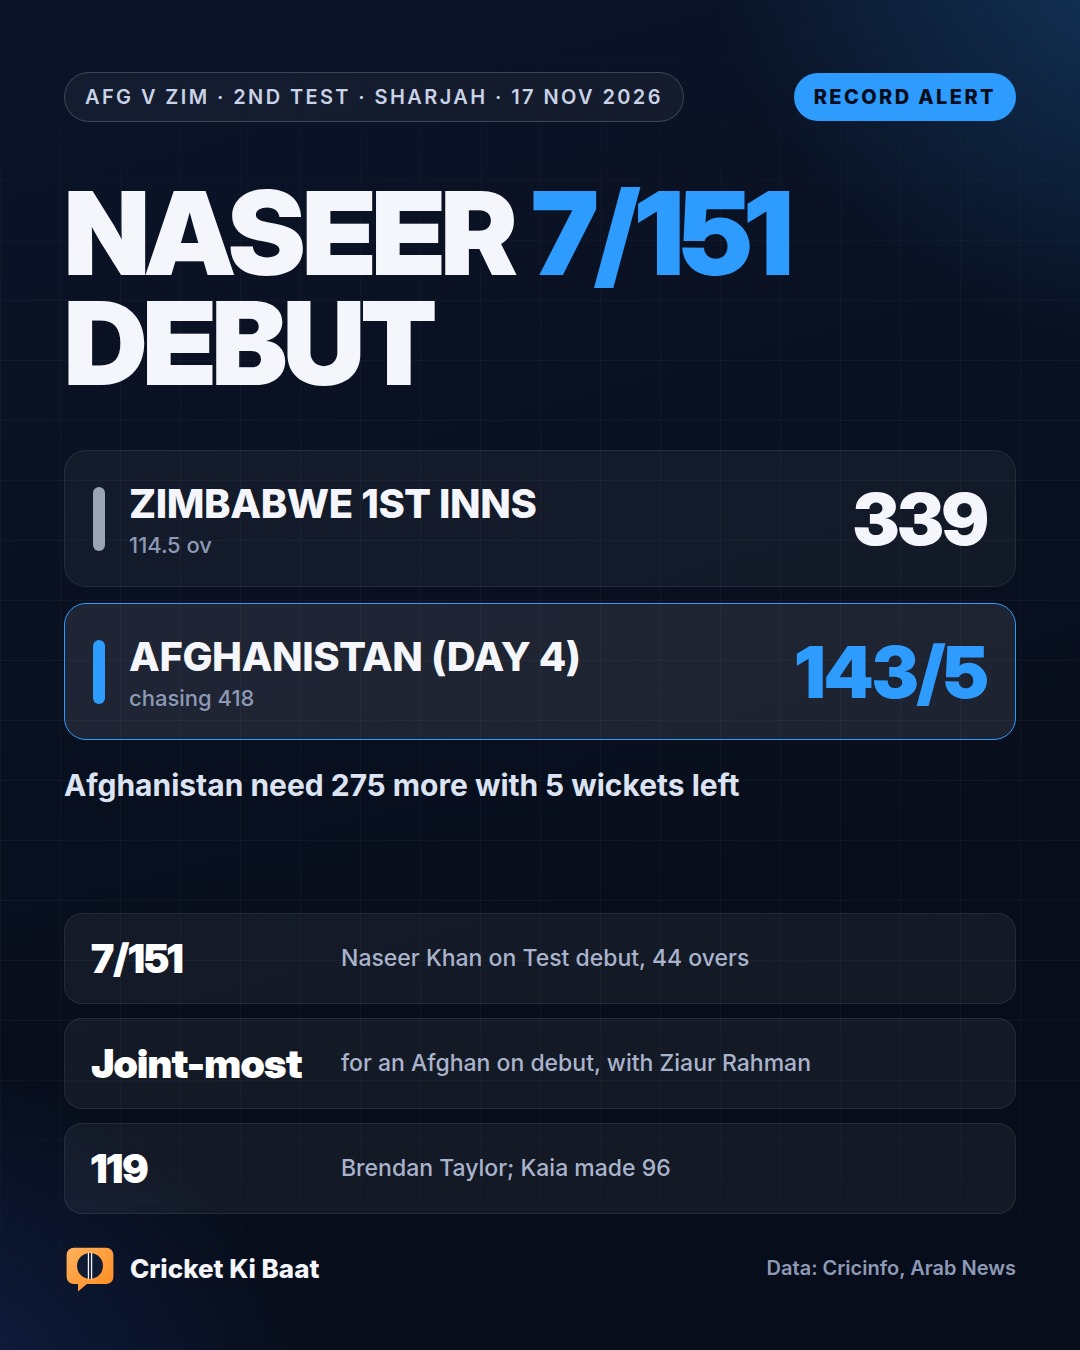 AFG V ZIM · 2ND TEST · SHARJAH · 17 NOV 2026
RECORD ALERT
NASEER 7/151
DEBUT
ZIMBABWE 1ST INNS
114.5 ov
339
AFGHANISTAN (DAY 4)
chasing 418
143/5
Afghanistan need 275 more with 5 wickets left
7/151
Naseer Khan on Test debut, 44 overs
Joint-most
for an Afghan on debut, with Ziaur Rahman
119
Brendan Taylor; Kaia made 96
Cricket Ki Baat
Data: Cricinfo, Arab News